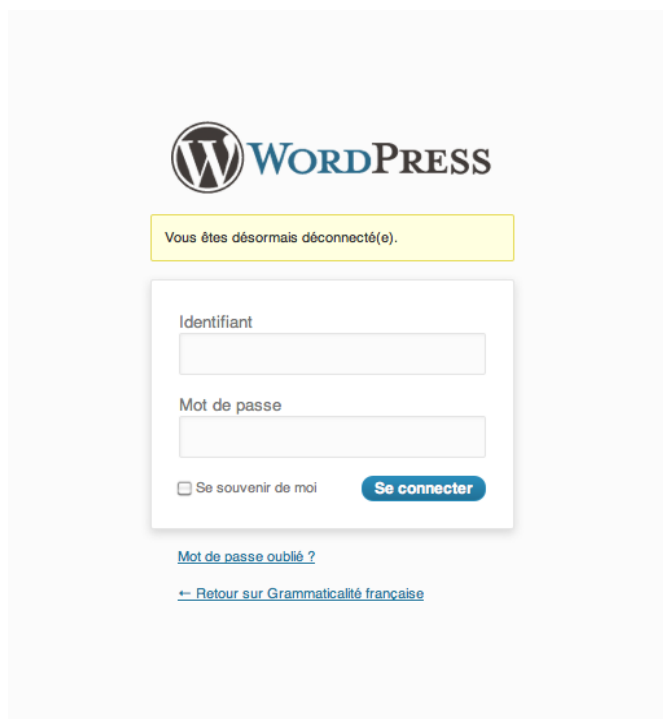 WORDPRESS
Vous êtes désormais déconnecté(e).
Identifiant
Mot de passe
Se souvenir de moi
Se connecter
Mot de passe oublié ?
← Retour sur Grammaticalité française